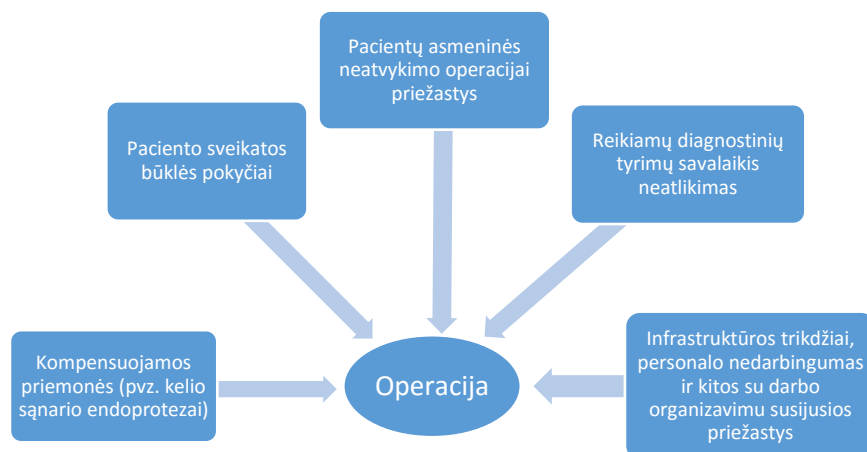 Pacientų asmeninės
neatvykimo operacijai
priežastys
Paciento sveikatos
būklės pokyčiai
Reikiamų diagnostinių
tyrimų savalaikis
neatlikimas
Kompensuojamos
priemonės (pvz. kelio
sąnario endoprotezai)
Operacija
Infrastruktūros trikdžiai,
personalo nedarbingumas
ir kitos su darbo
organizavimu susijusios
priežastys